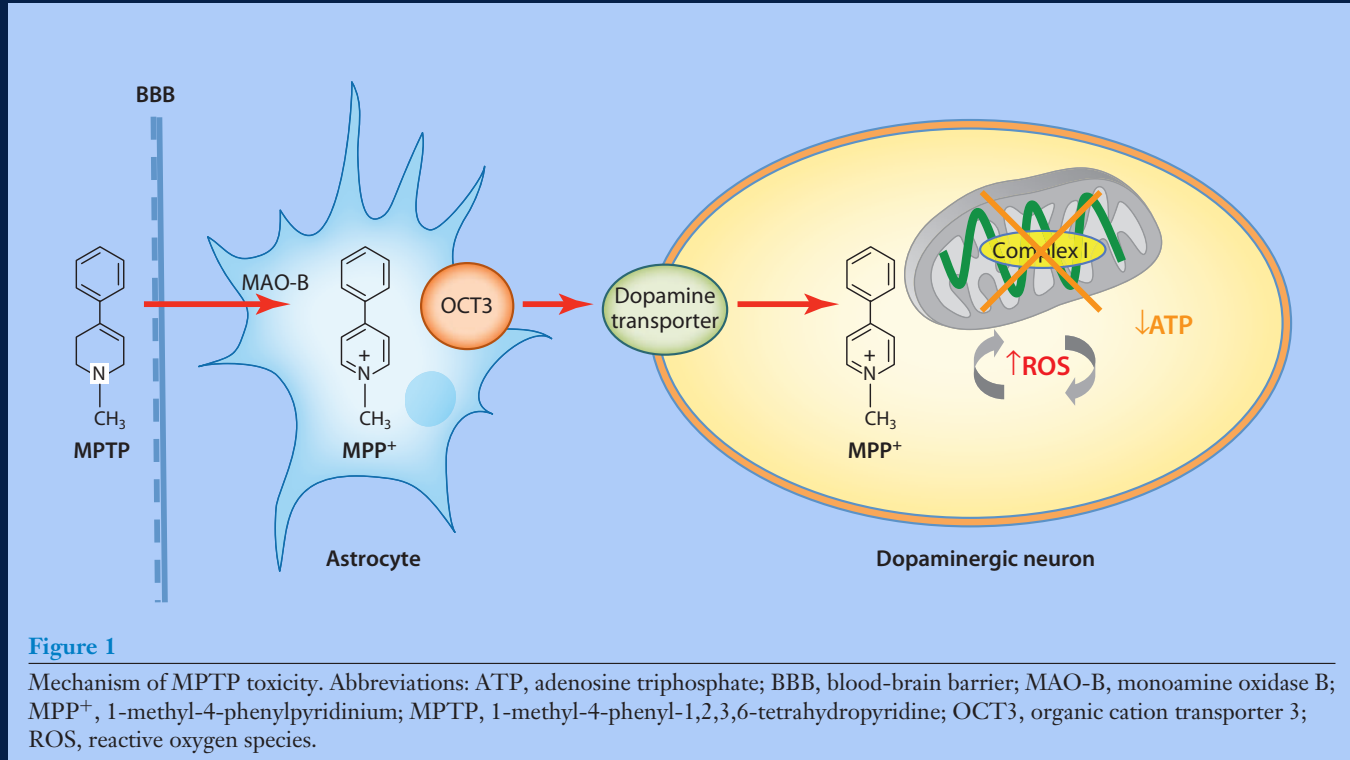 BBB
MAO-B
OCT3
Dopamine
transporter
Complex I
↓ATP
↑ROS
N
CH₃
MPTP
+
N
CH₃
MPP⁺
+
N
CH₃
MPP⁺
Astrocyte
Dopaminergic neuron
Figure 1
Mechanism of MPTP toxicity. Abbreviations: ATP, adenosine triphosphate; BBB, blood-brain barrier; MAO-B, monoamine oxidase B;
MPP⁺, 1-methyl-4-phenylpyridinium; MPTP, 1-methyl-4-phenyl-1,2,3,6-tetrahydropyridine; OCT3, organic cation transporter 3;
ROS, reactive oxygen species.